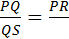 PQ/QS = PR